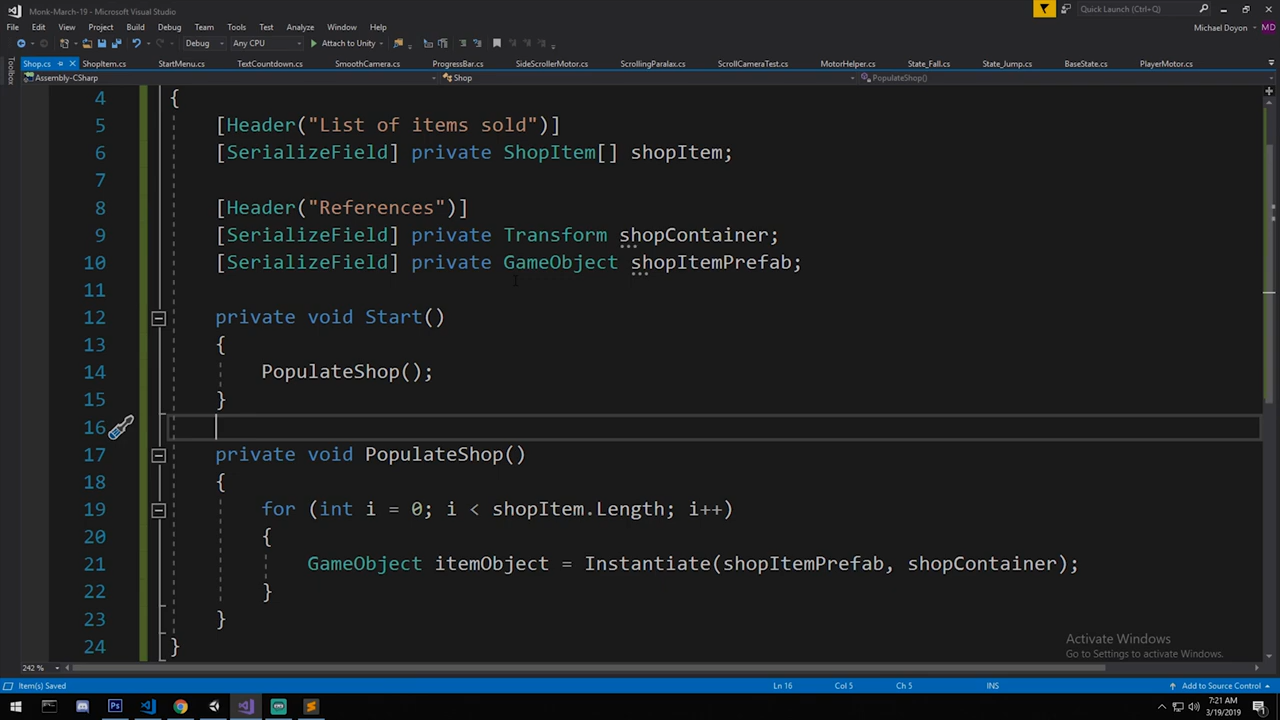 Monk-March-19 - Microsoft Visual Studio
Quick Launch (Ctrl+Q)
File Edit View Project Build Debug Team Tools Test Analyze Window Help
Michael Doyon MD
Debug Any CPU Attach to Unity
Toolbox
Shop.cs ShopItem.cs StartMenu.cs TextCountdown.cs SmoothCamera.cs ProgressBar.cs SideScrollerMotor.cs ScrollingParalax.cs ScrollCameraTest.cs MotorHelper.cs State_Fall.cs State_Jump.cs BaseState.cs PlayerMotor.cs
Assembly-CSharp Shop PopulateShop()
4 {
5 [Header("List of items sold")]
6 [SerializeField] private ShopItem[] shopItem;
7
8 [Header("References")]
9 [SerializeField] private Transform shopContainer;
10 [SerializeField] private GameObject shopItemPrefab;
11
12 private void Start()
13 {
14 PopulateShop();
15 }
16
17 private void PopulateShop()
18 {
19 for (int i = 0; i < shopItem.Length; i++)
20 {
21 GameObject itemObject = Instantiate(shopItemPrefab, shopContainer);
22 }
23 }
24 }
Activate Windows
Go to Settings to activate Windows.
242 %
Item(s) Saved Ln 16 Col 5 Ch 5 INS Add to Source Control
7:21 AM
3/19/2019
1